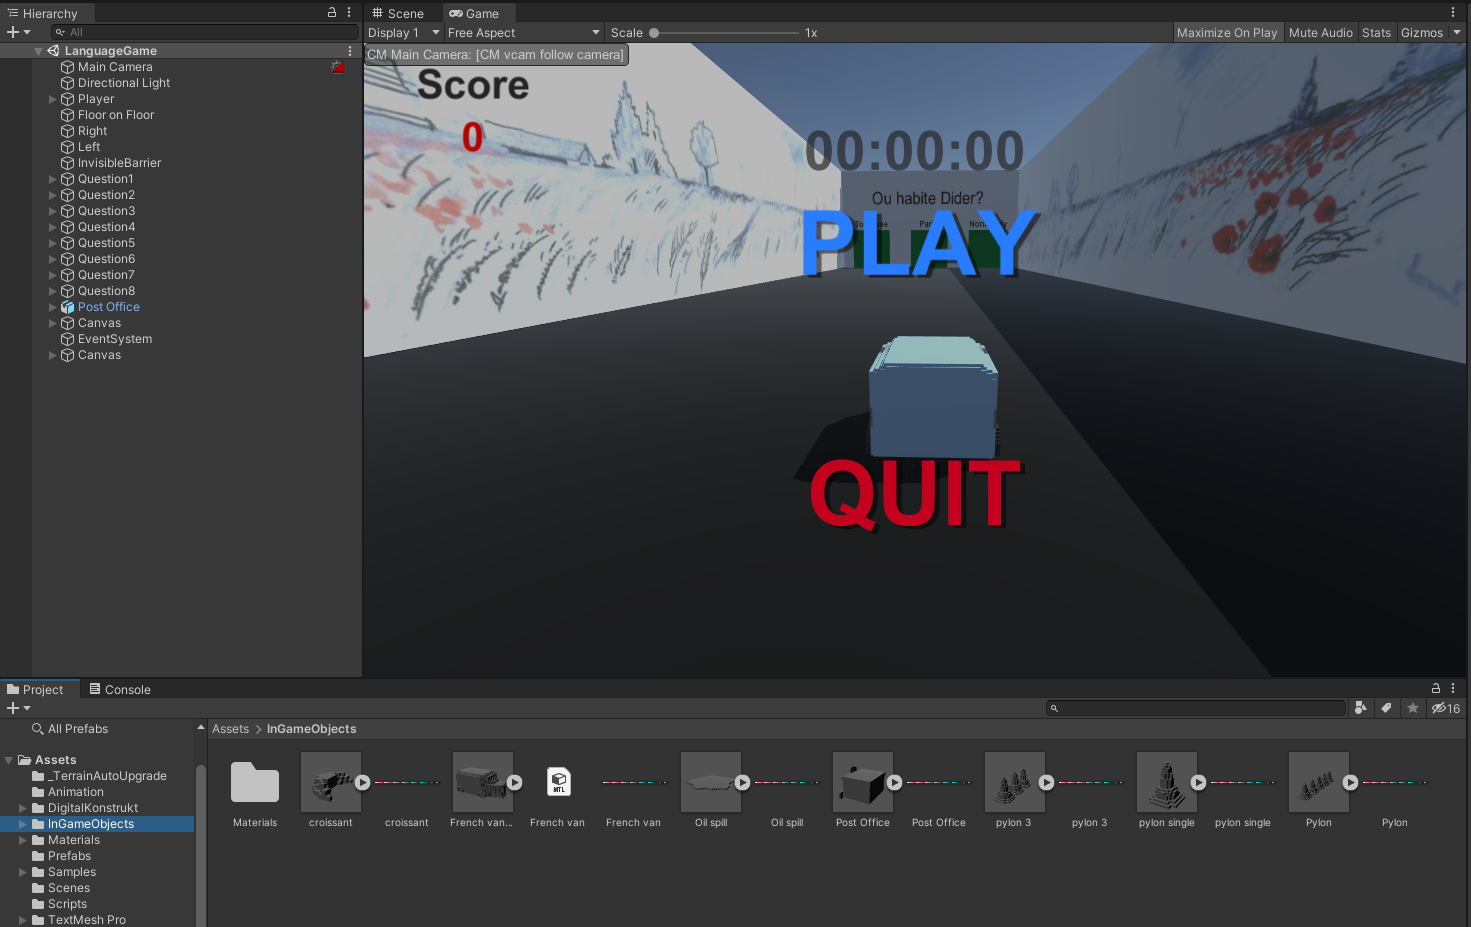 Hierarchy
All
LanguageGame
Main Camera
Directional Light
Player
Floor on Floor
Right
Left
InvisibleBarrier
Question1
Question2
Question3
Question4
Question5
Question6
Question7
Question8
Post Office
Canvas
EventSystem
Canvas
Scene
Game
Display 1
Free Aspect
Scale
1x
Maximize On Play
Mute Audio
Stats
Gizmos
CM Main Camera: [CM vcam follow camera]
Score
0
00:00:00
Ou habite Dider?
PLAY
QUIT
Project
Console
16
All Prefabs
Assets
_TerrainAutoUpgrade
Animation
DigitalKonstrukt
InGameObjects
Materials
Prefabs
Samples
Scenes
Scripts
TextMesh Pro
Assets > InGameObjects
MTL
Materials
croissant
croissant
French van...
French van
French van
Oil spill
Oil spill
Post Office
Post Office
pylon 3
pylon 3
pylon single
pylon single
Pylon
Pylon